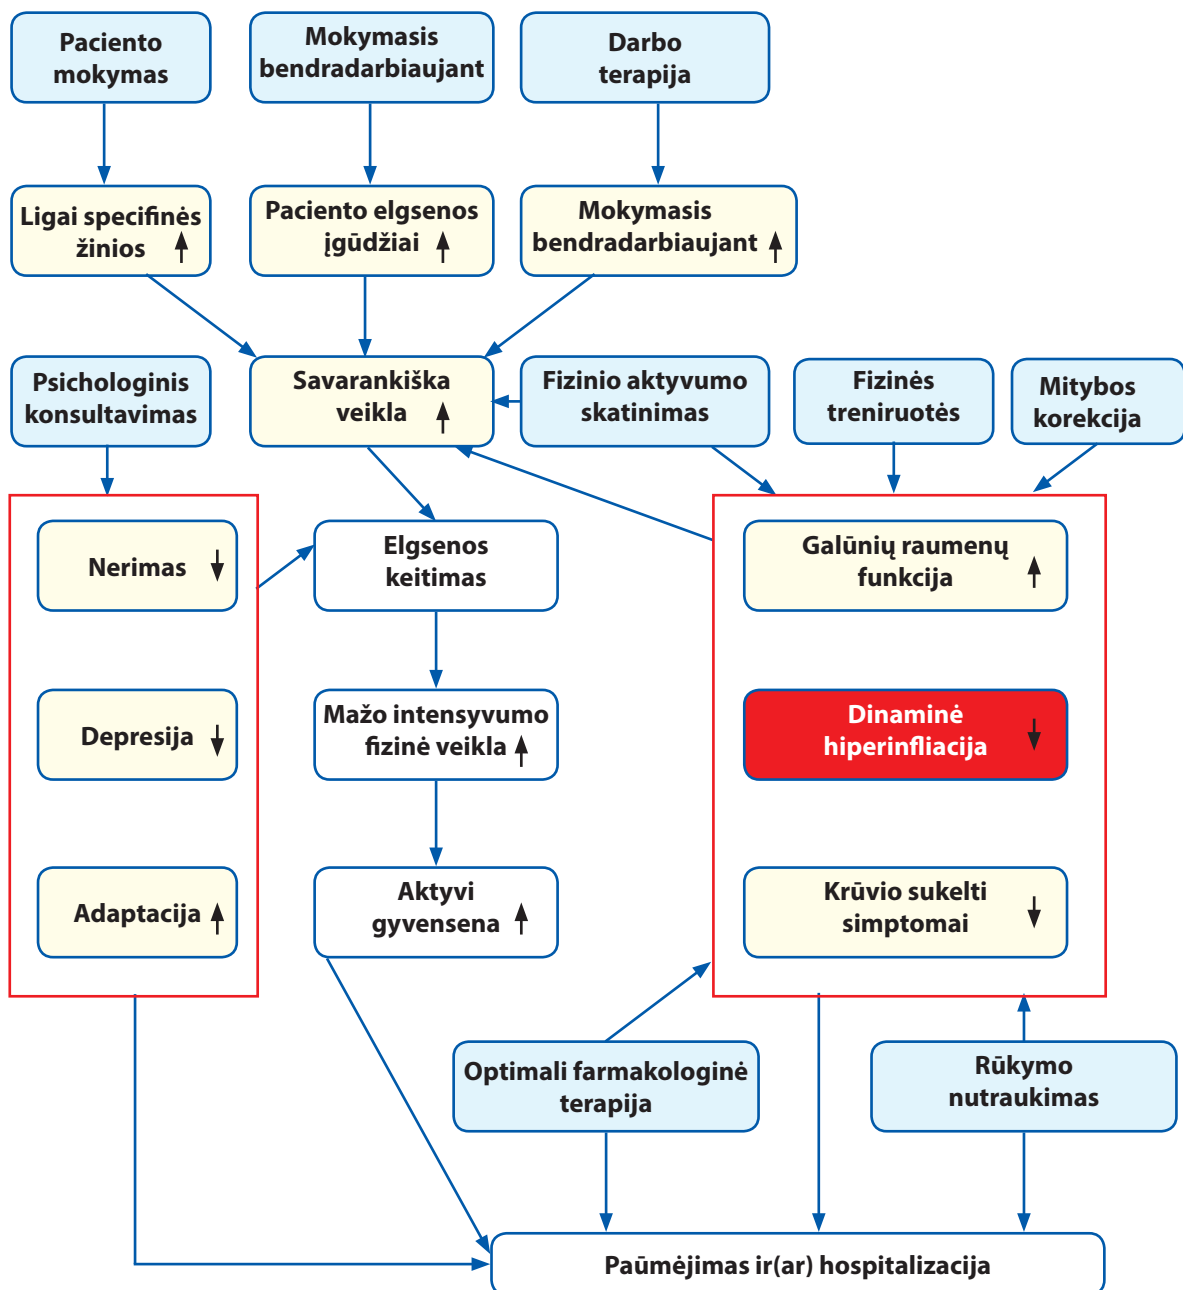 Paciento
mokymas
Mokymasis
bendradarbiaujant
Darbo
terapija
Ligai specifinės
žinios
Paciento elgsenos
įgūdžiai
Mokymasis
bendradarbiaujant
Psichologinis
konsultavimas
Savarankiška
veikla
Fizinio aktyvumo
skatinimas
Fizinės
treniruotės
Mitybos
korekcija
Nerimas
Elgsenos
keitimas
Galūnių raumenų
funkcija
Depresija
Mažo intensyvumo
fizinė veikla
Dinaminė
hiperinfliacija
Adaptacija
Aktyvi
gyvensena
Krūvio sukelti
simptomai
Optimali farmakologinė
terapija
Rūkymo
nutraukimas
Paūmėjimas ir(ar) hospitalizacija